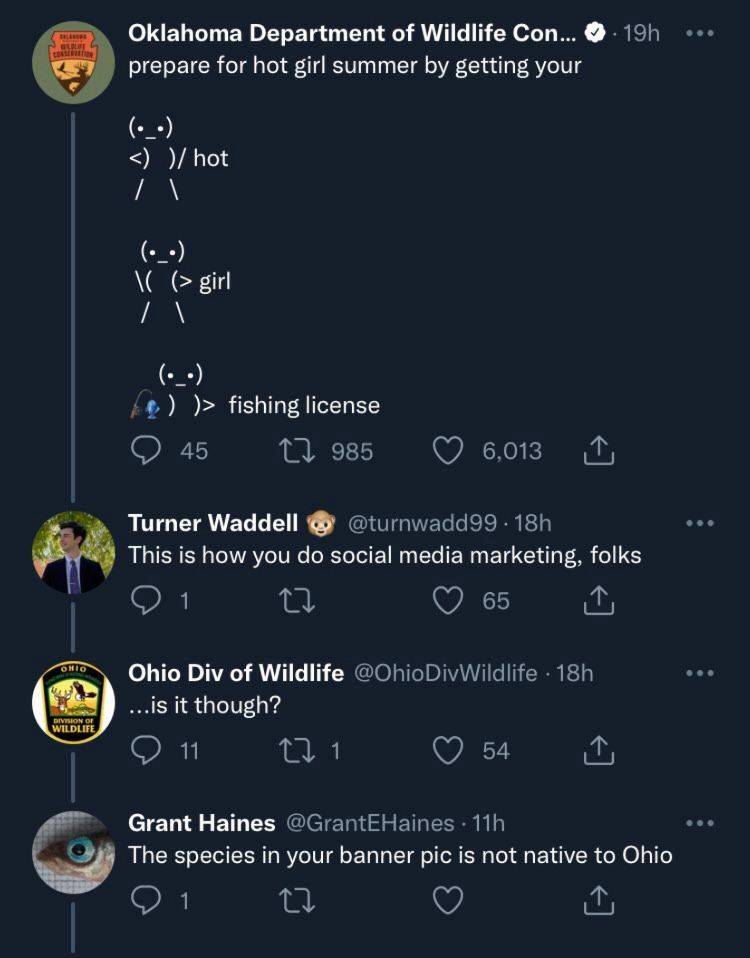 Oklahoma Department of Wildlife Con... · 19h
prepare for hot girl summer by getting your
(•_•)
<)  )/ hot
/  \
(•_•)
\(  (> girl
/  \
(•_•)
🎣 )  )>  fishing license
45 985 6,013
Turner Waddell 🐵 @turnwadd99 · 18h
This is how you do social media marketing, folks
1 65
OHIO
DIVISION OF
WILDLIFE
Ohio Div of Wildlife @OhioDivWildlife · 18h
...is it though?
11 1 54
Grant Haines @GrantEHaines · 11h
The species in your banner pic is not native to Ohio
1